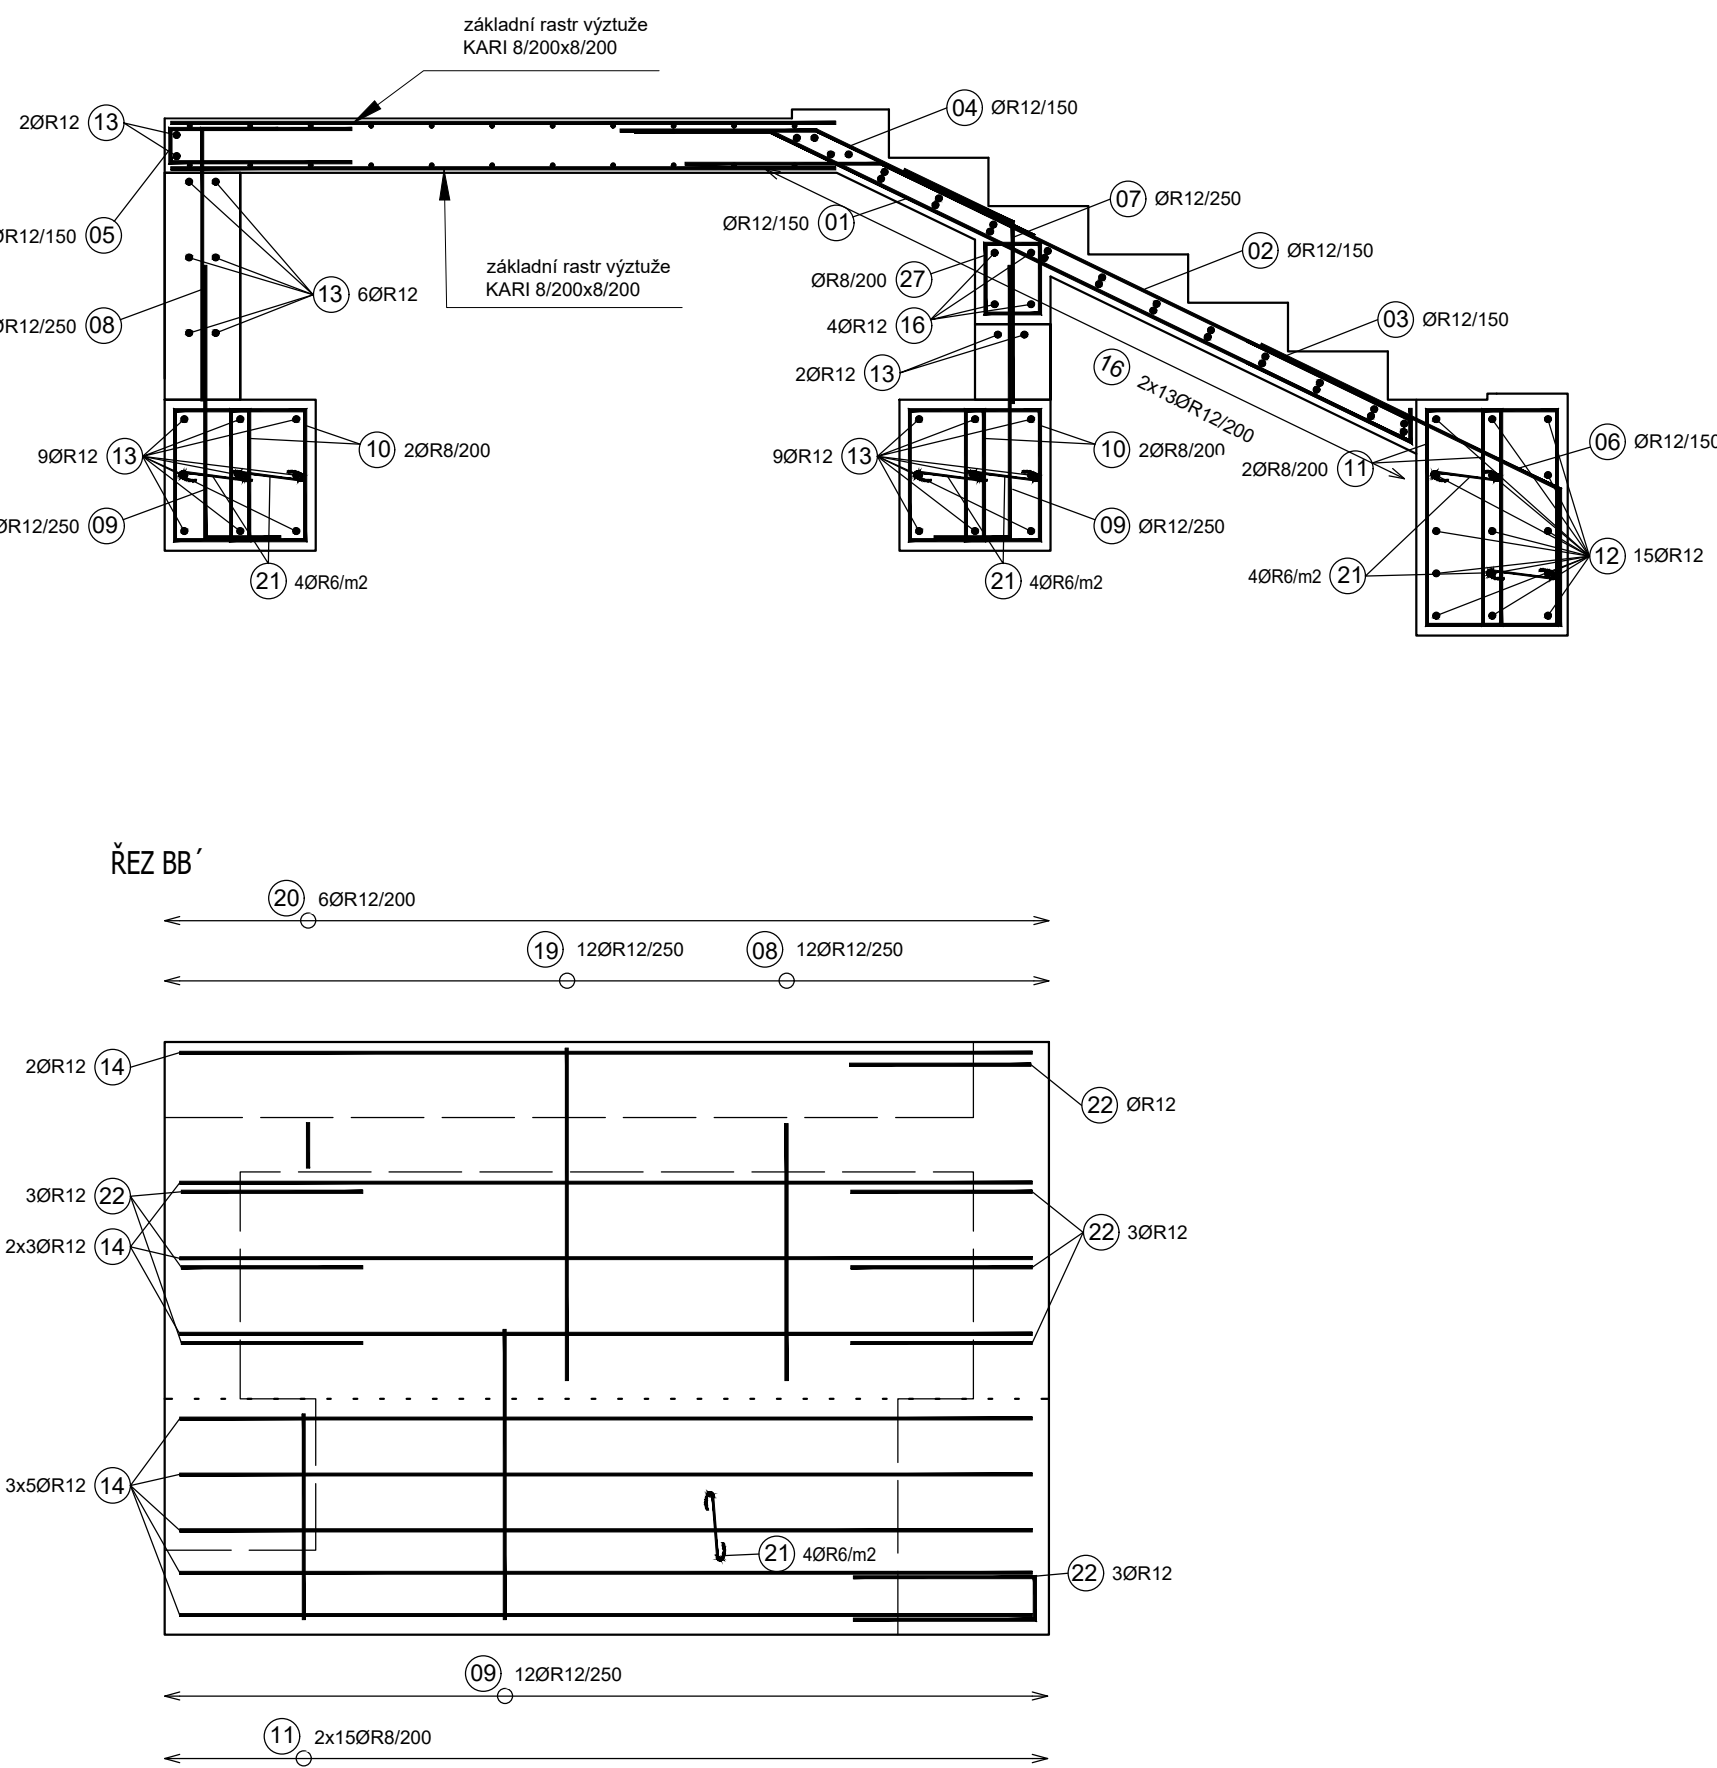 základní rastr výztuže
KARI 8/200x8/200
2ØR12 13
04 ØR12/150
07 ØR12/250
ØR12/150 01
ØR12/150 05
02 ØR12/150
základní rastr výztuže
KARI 8/200x8/200
ØR8/200 27
13 6ØR12
03 ØR12/150
ØR12/250 08
4ØR12 16
2ØR12 13
16 2x13ØR12/200
9ØR12 13
10 2ØR8/200
9ØR12 13
10 2ØR8/200
2ØR8/200 11
06 ØR12/150
ØR12/250 09
09 ØR12/250
12 15ØR12
21 4ØR6/m2
21 4ØR6/m2
4ØR6/m2 21
ŘEZ BB´
20 6ØR12/200
19 12ØR12/250
08 12ØR12/250
2ØR12 14
22 ØR12
3ØR12 22
22 3ØR12
2x3ØR12 14
3x5ØR12 14
21 4ØR6/m2
22 3ØR12
09 12ØR12/250
11 2x15ØR8/200